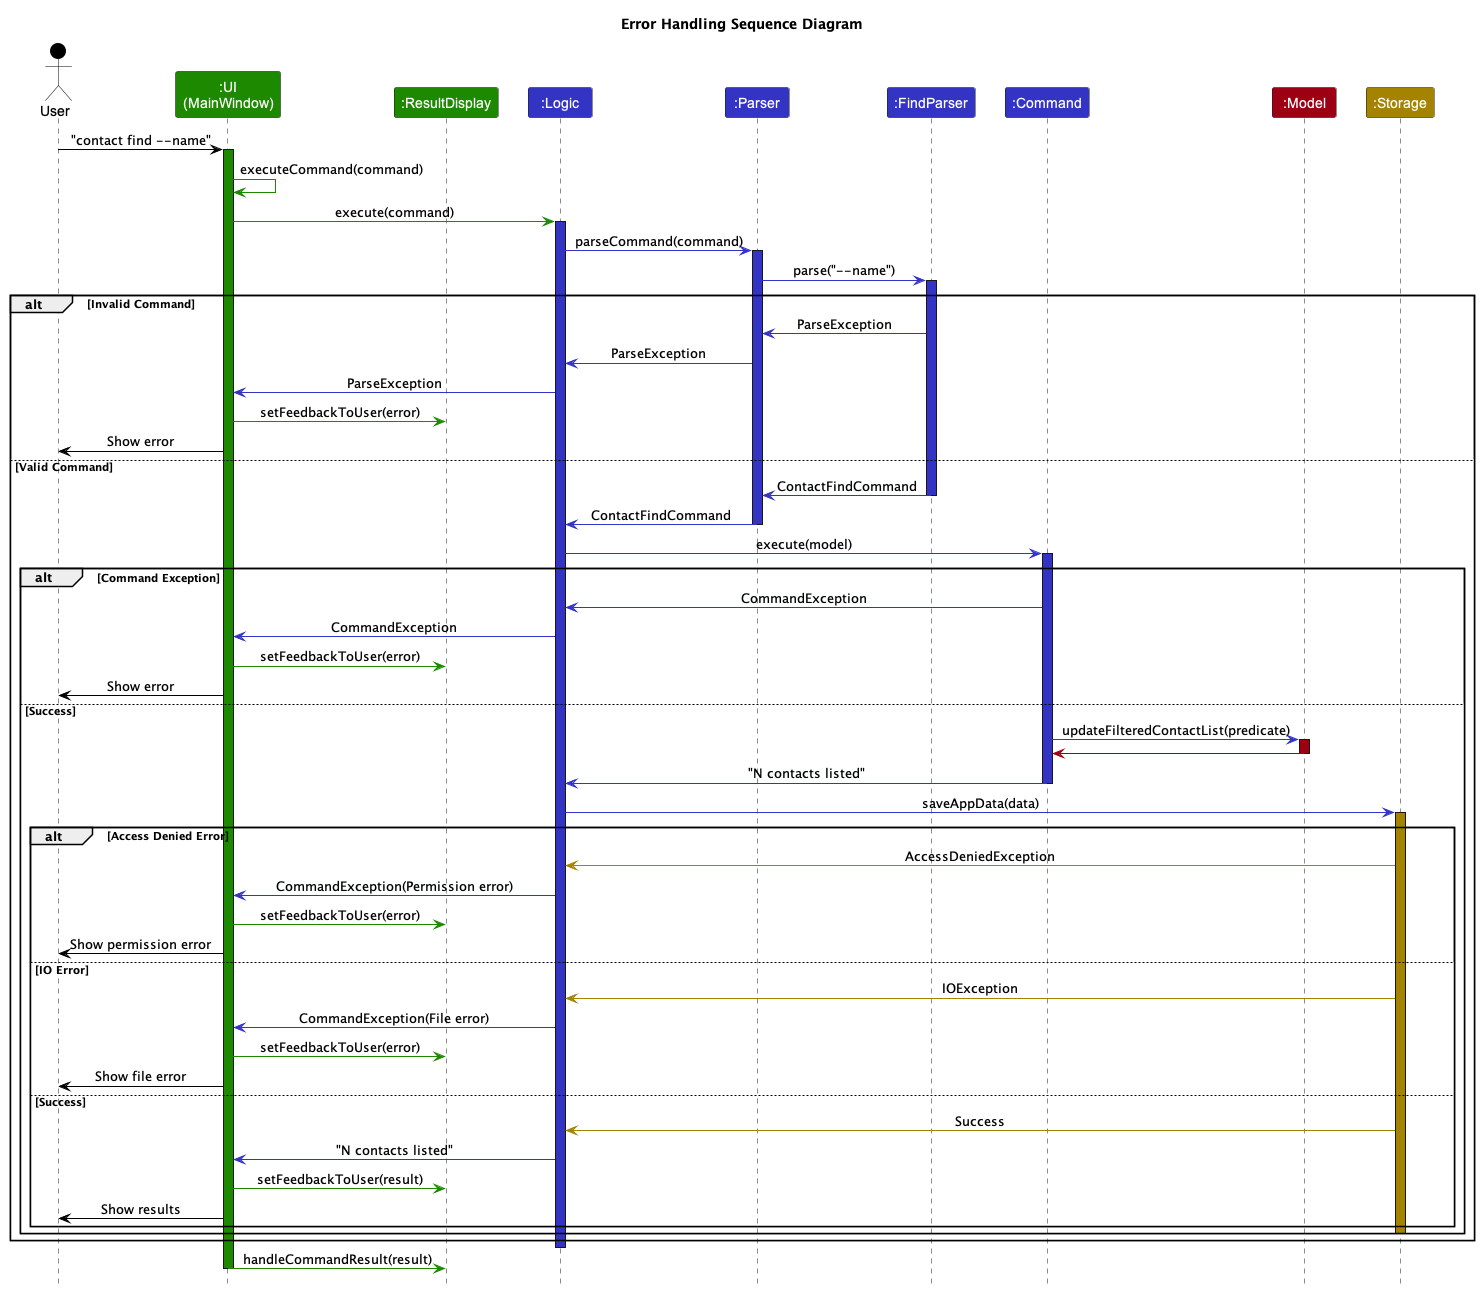 Error Handling Sequence Diagram
User
:UI
(MainWindow)
:ResultDisplay
:Logic
:Parser
:FindParser
:Command
:Model
:Storage
"contact find --name"
executeCommand(command)
execute(command)
parseCommand(command)
parse("--name")
alt
[Invalid Command]
ParseException
ParseException
ParseException
setFeedbackToUser(error)
Show error
[Valid Command]
ContactFindCommand
ContactFindCommand
execute(model)
alt
[Command Exception]
CommandException
CommandException
setFeedbackToUser(error)
Show error
[Success]
updateFilteredContactList(predicate)
"N contacts listed"
saveAppData(data)
alt
[Access Denied Error]
AccessDeniedException
CommandException(Permission error)
setFeedbackToUser(error)
Show permission error
[IO Error]
IOException
CommandException(File error)
setFeedbackToUser(error)
Show file error
[Success]
Success
"N contacts listed"
setFeedbackToUser(result)
Show results
handleCommandResult(result)